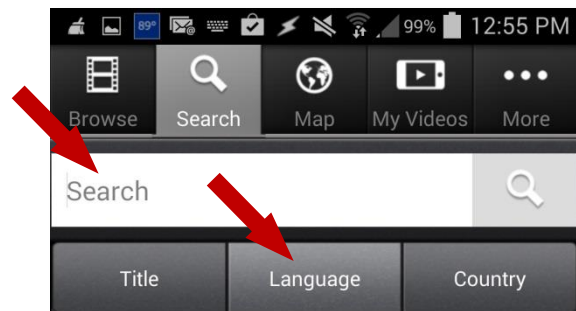 89° 99% 12:55 PM
Browse Search Map My Videos More
Search
Title Language Country